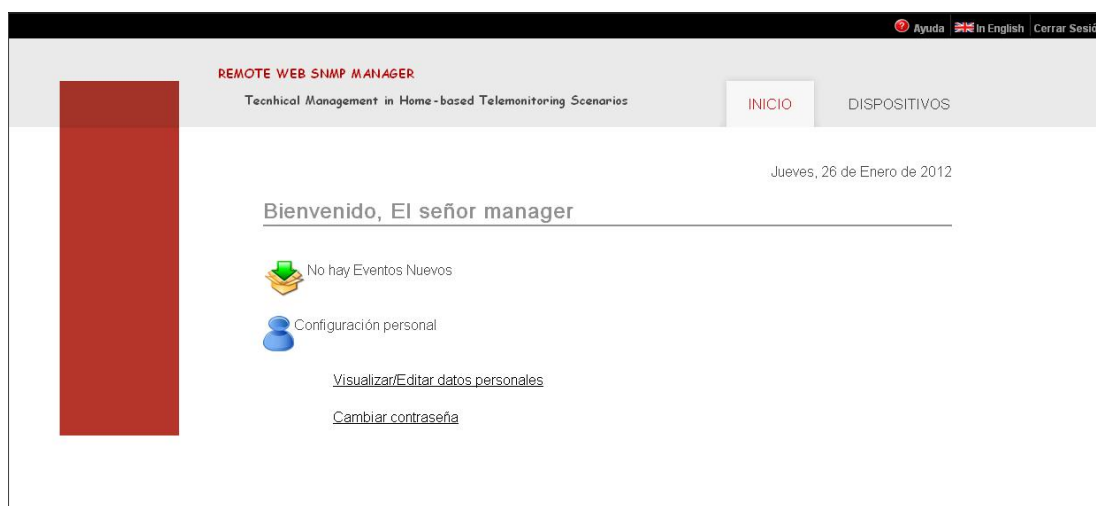 Ayuda In English Cerrar Sesió
REMOTE WEB SNMP MANAGER
Tecnhical Management in Home-based Telemonitoring Scenarios
INICIO DISPOSITIVOS
Jueves, 26 de Enero de 2012
Bienvenido, El señor manager
No hay Eventos Nuevos
Configuración personal
Visualizar/Editar datos personales
Cambiar contraseña